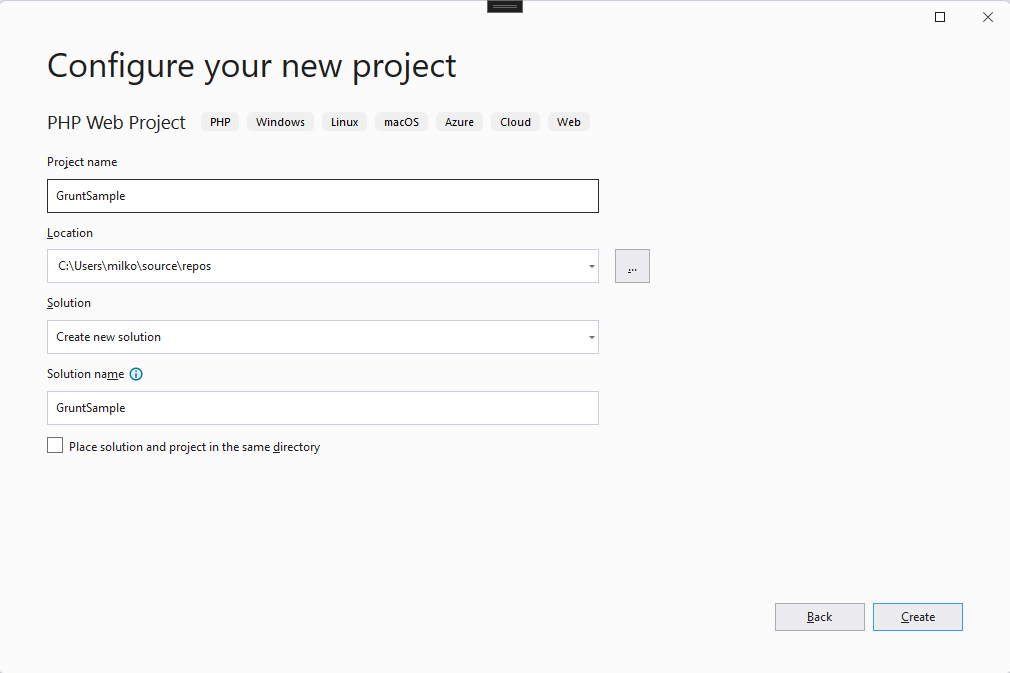 Configure your new project
PHP Web Project PHP Windows Linux macOS Azure Cloud Web
Project name
GruntSample
Location
C:\Users\milko\source\repos
...
Solution
Create new solution
Solution name
GruntSample
Place solution and project in the same directory
Back Create